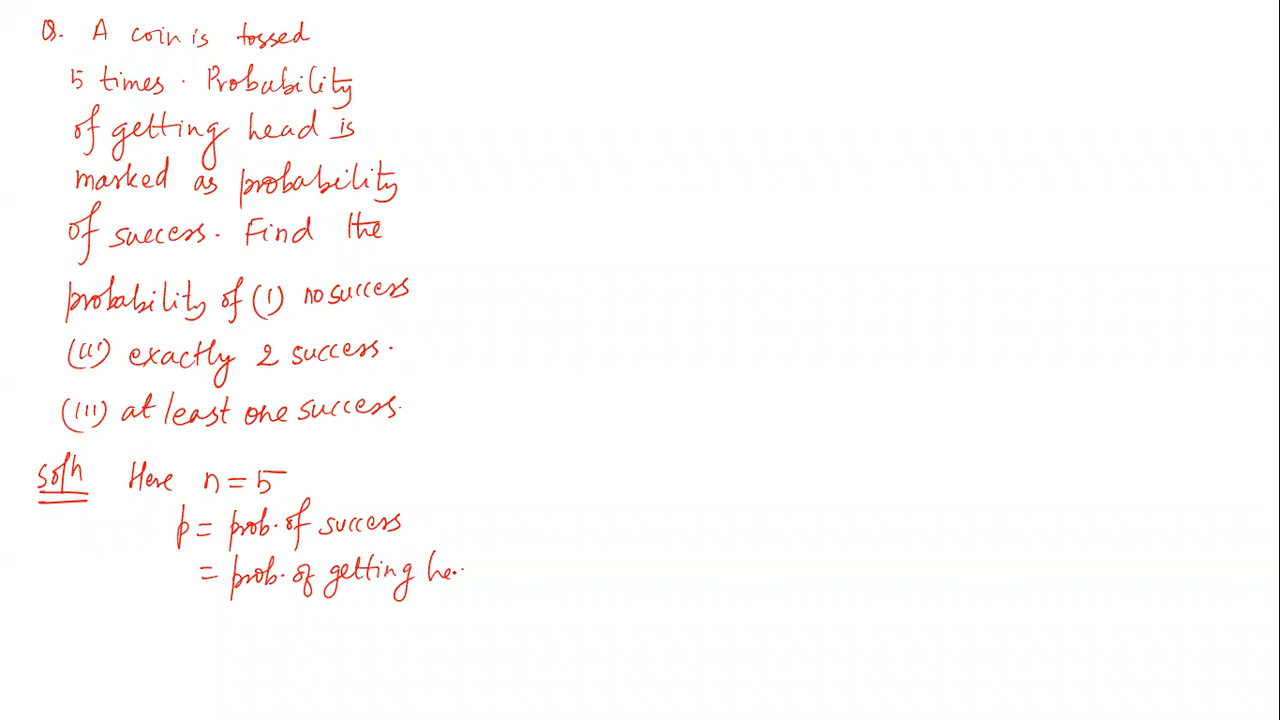 Q. A coin is tossed
5 times. Probability
of getting head is
marked as probability
of success. Find the
probability of (i) no success
(ii) exactly 2 success.
(iii) at least one success.
Soln Here n = 5
p = prob. of success
= prob. of getting he